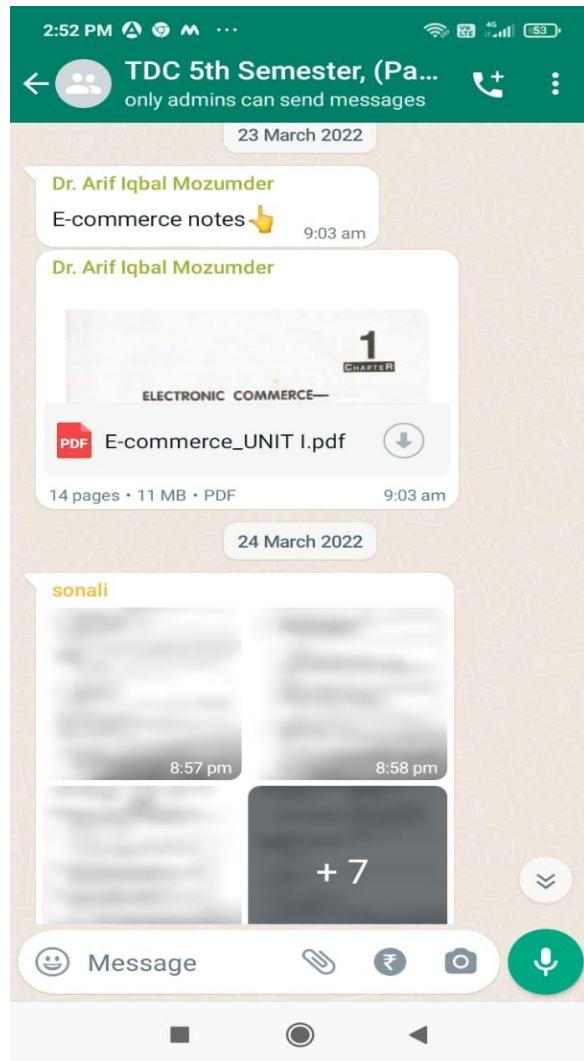 2:52 PM
4G
53
TDC 5th Semester, (Pa...
only admins can send messages
23 March 2022
Dr. Arif Iqbal Mozumder
E-commerce notes👆
9:03 am
Dr. Arif Iqbal Mozumder
1
CHAPTER
ELECTRONIC COMMERCE—
PDF E-commerce_UNIT I.pdf
14 pages • 11 MB • PDF 9:03 am
24 March 2022
sonali
8:57 pm 8:58 pm
+ 7
Message ₹